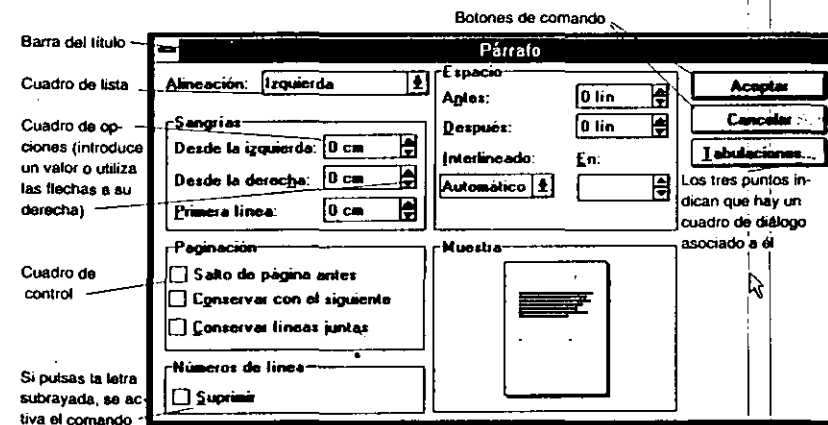 Botones de comando
Barra del título
Párrafo
Cuadro de lista
Alineación: Izquierda
Espacio
Antes: 0 lin
Después: 0 lin
Interlineado: En:
Automático
Aceptar
Cancelar
Tabulaciones...
Cuadro de op-
ciones (introduce
un valor o utiliza
las flechas a su
derecha)
Sangrías
Desde la izquierda: 0 cm
Desde la derecha: 0 cm
Primera línea: 0 cm
Los tres puntos in-
dican que hay un
cuadro de diálogo
asociado a él
Cuadro de
control
Paginación
Salto de página antes
Conservar con el siguiente
Conservar líneas juntas
Muestra
Si pulsas la letra
subrayada, se ac-
tiva el comando
Números de línea
Suprimir